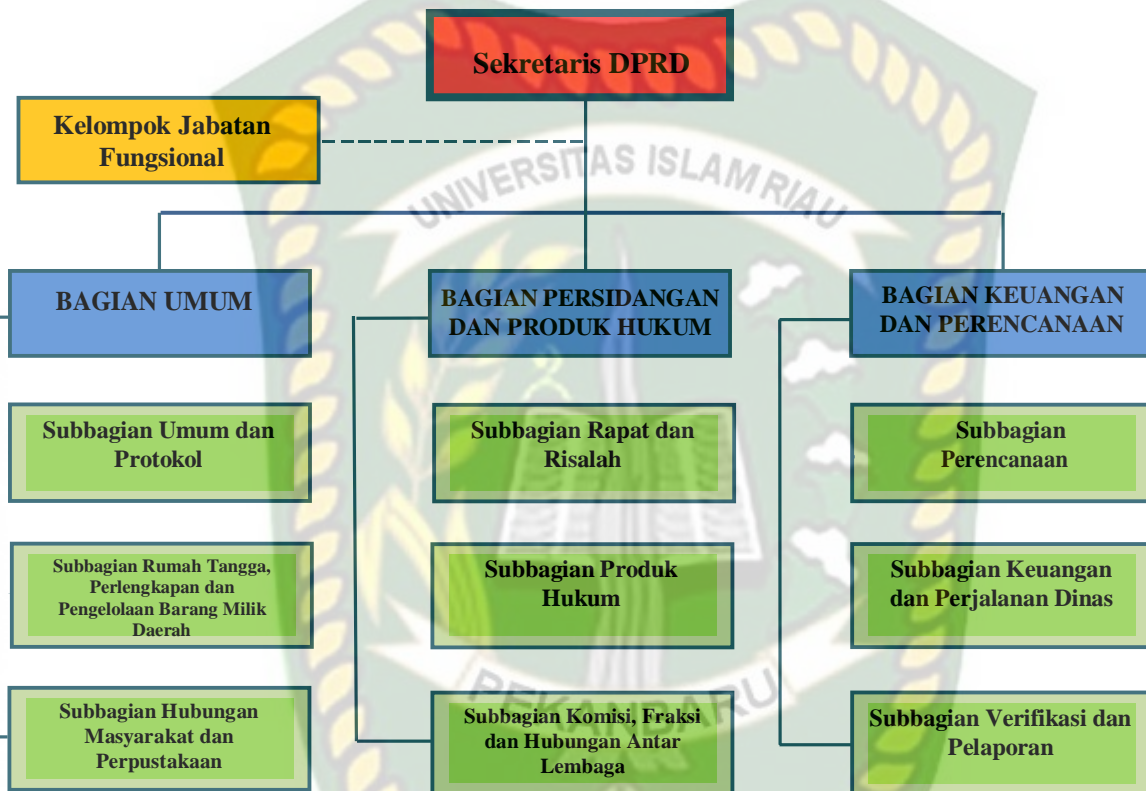 Sekretaris DPRD
Kelompok Jabatan
Fungsional
UNIVERSITAS ISLAM RIAU
BAGIAN UMUM
BAGIAN PERSIDANGAN
DAN PRODUK HUKUM
BAGIAN KEUANGAN
DAN PERENCANAAN
Subbagian Umum dan
Protokol
Subbagian Rapat dan
Risalah
Subbagian
Perencanaan
Subbagian Rumah Tangga,
Perlengkapan dan
Pengelolaan Barang Milik
Daerah
Subbagian Produk
Hukum
Subbagian Keuangan
dan Perjalanan Dinas
PEKANBARU
Subbagian Hubungan
Masyarakat dan
Perpustakaan
Subbagian Komisi, Fraksi
dan Hubungan Antar
Lembaga
Subbagian Verifikasi dan
Pelaporan